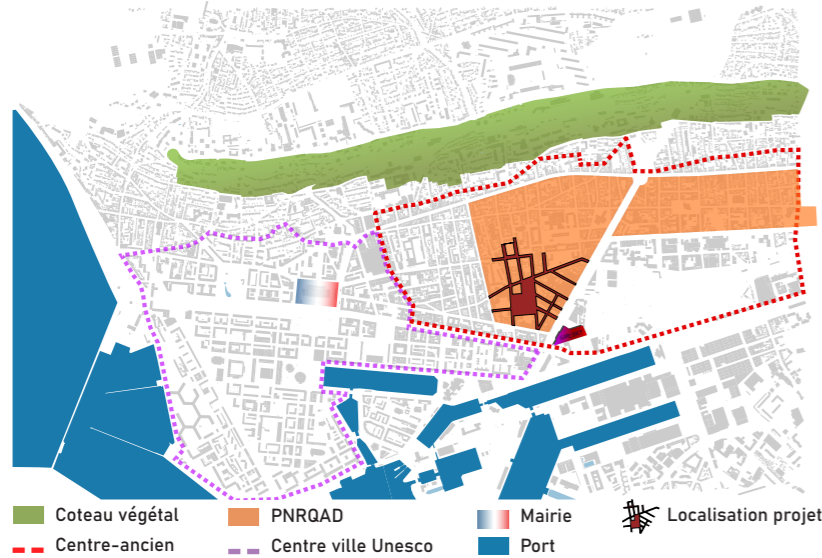 Coteau végétal
PNRQAD
Mairie
Localisation projet
Centre-ancien
Centre ville Unesco
Port